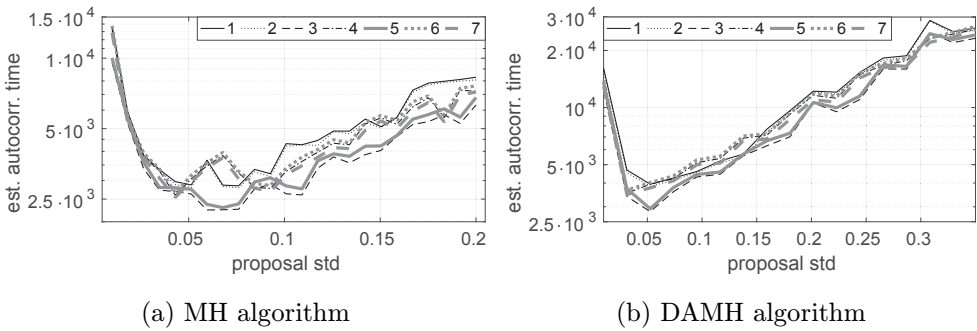 1.5 · 10^4
1.0 · 10^4
5 · 10^3
2.5 · 10^3
1 2 3 4 5 6 7
0.05 0.1 0.15 0.2
est. autocorr. time
proposal std
(a) MH algorithm
3 · 10^4
2 · 10^4
10^4
5 · 10^3
2.5 · 10^3
1 2 3 4 5 6 7
0.05 0.1 0.15 0.2 0.25 0.3
est. autocorr. time
proposal std
(b) DAMH algorithm